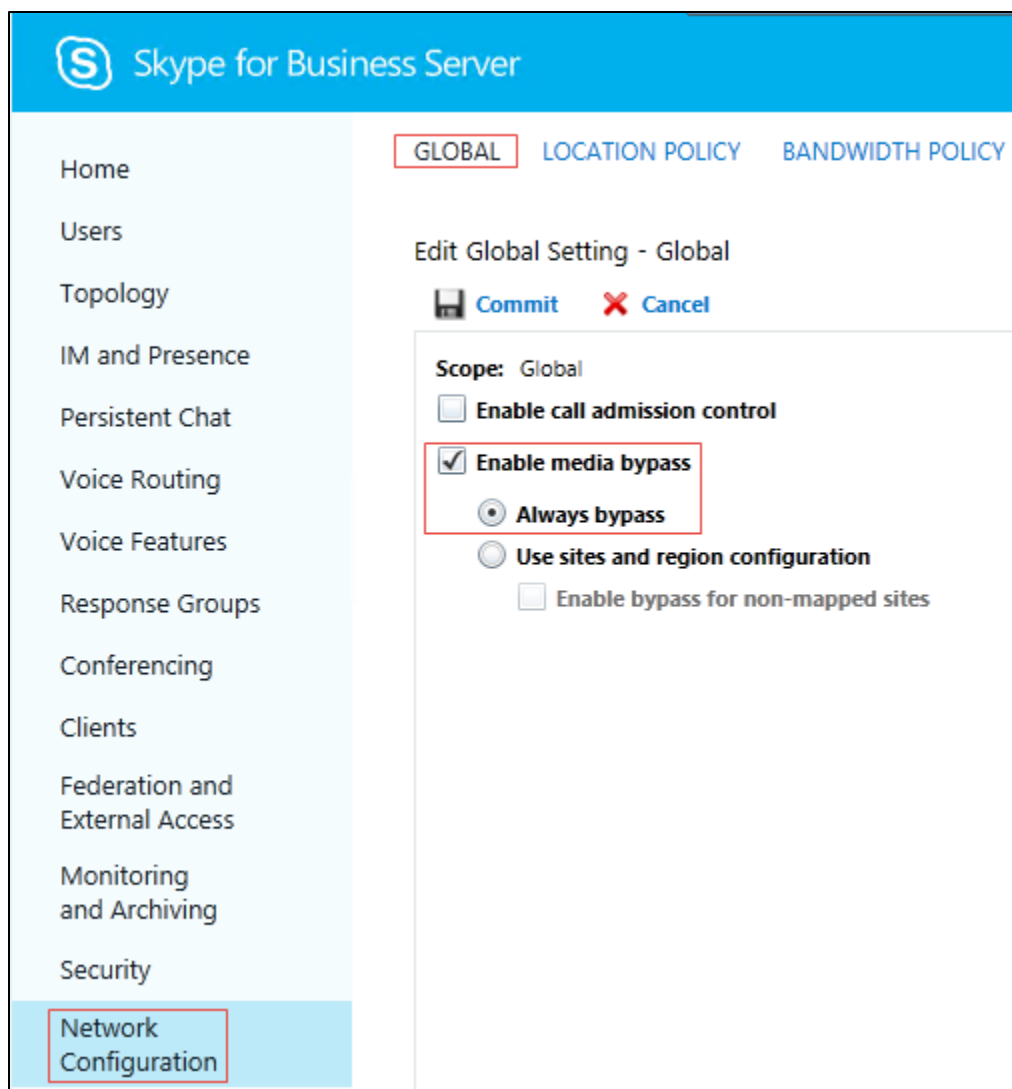 Skype for Business Server
Home
Users
Topology
IM and Presence
Persistent Chat
Voice Routing
Voice Features
Response Groups
Conferencing
Clients
Federation and
External Access
Monitoring
and Archiving
Security
Network
Configuration
GLOBAL LOCATION POLICY BANDWIDTH POLICY
Edit Global Setting - Global
Commit Cancel
Scope: Global
Enable call admission control
Enable media bypass
Always bypass
Use sites and region configuration
Enable bypass for non-mapped sites